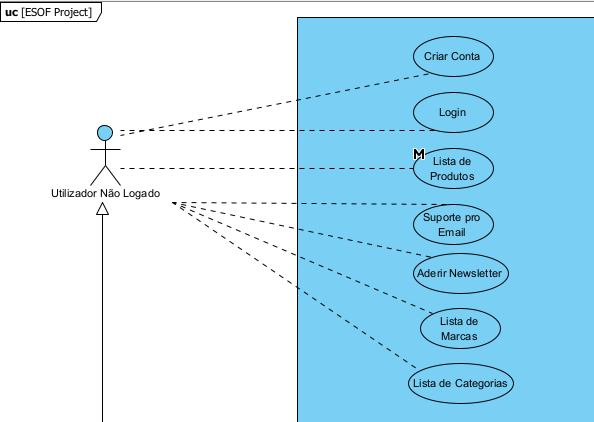 uc [ESOF Project]
Criar Conta
Login
M
Lista de
Produtos
Utilizador Não Logado
Suporte pro
Email
Aderir Newsletter
Lista de
Marcas
Lista de Categorias